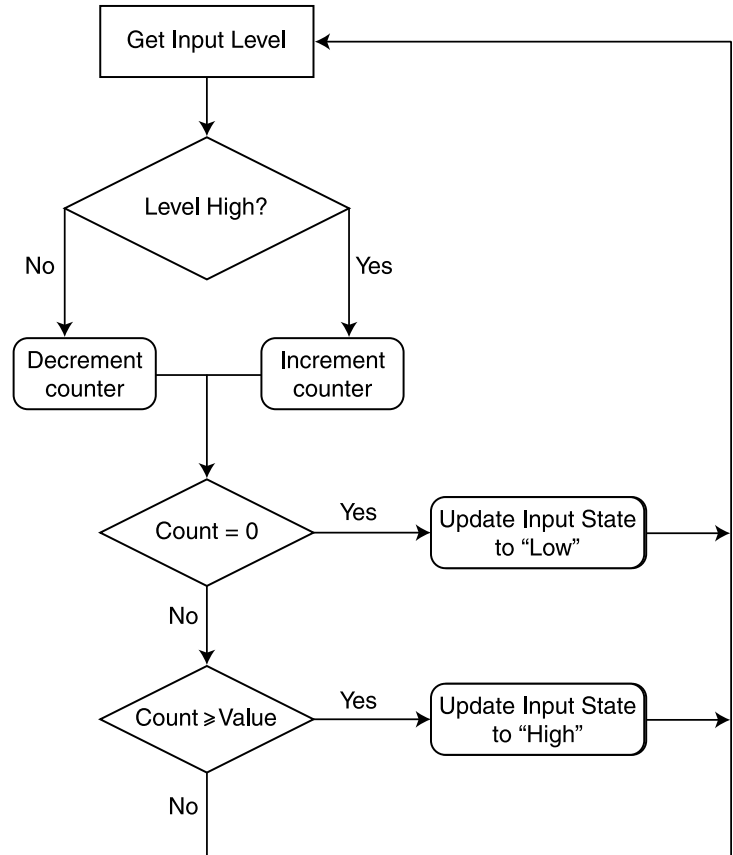 Get Input Level
Level High?
No
Yes
Decrement
counter
Increment
counter
Count = 0
Yes
Update Input State
to “Low”
No
Count ⩾ Value
Yes
Update Input State
to “High”
No